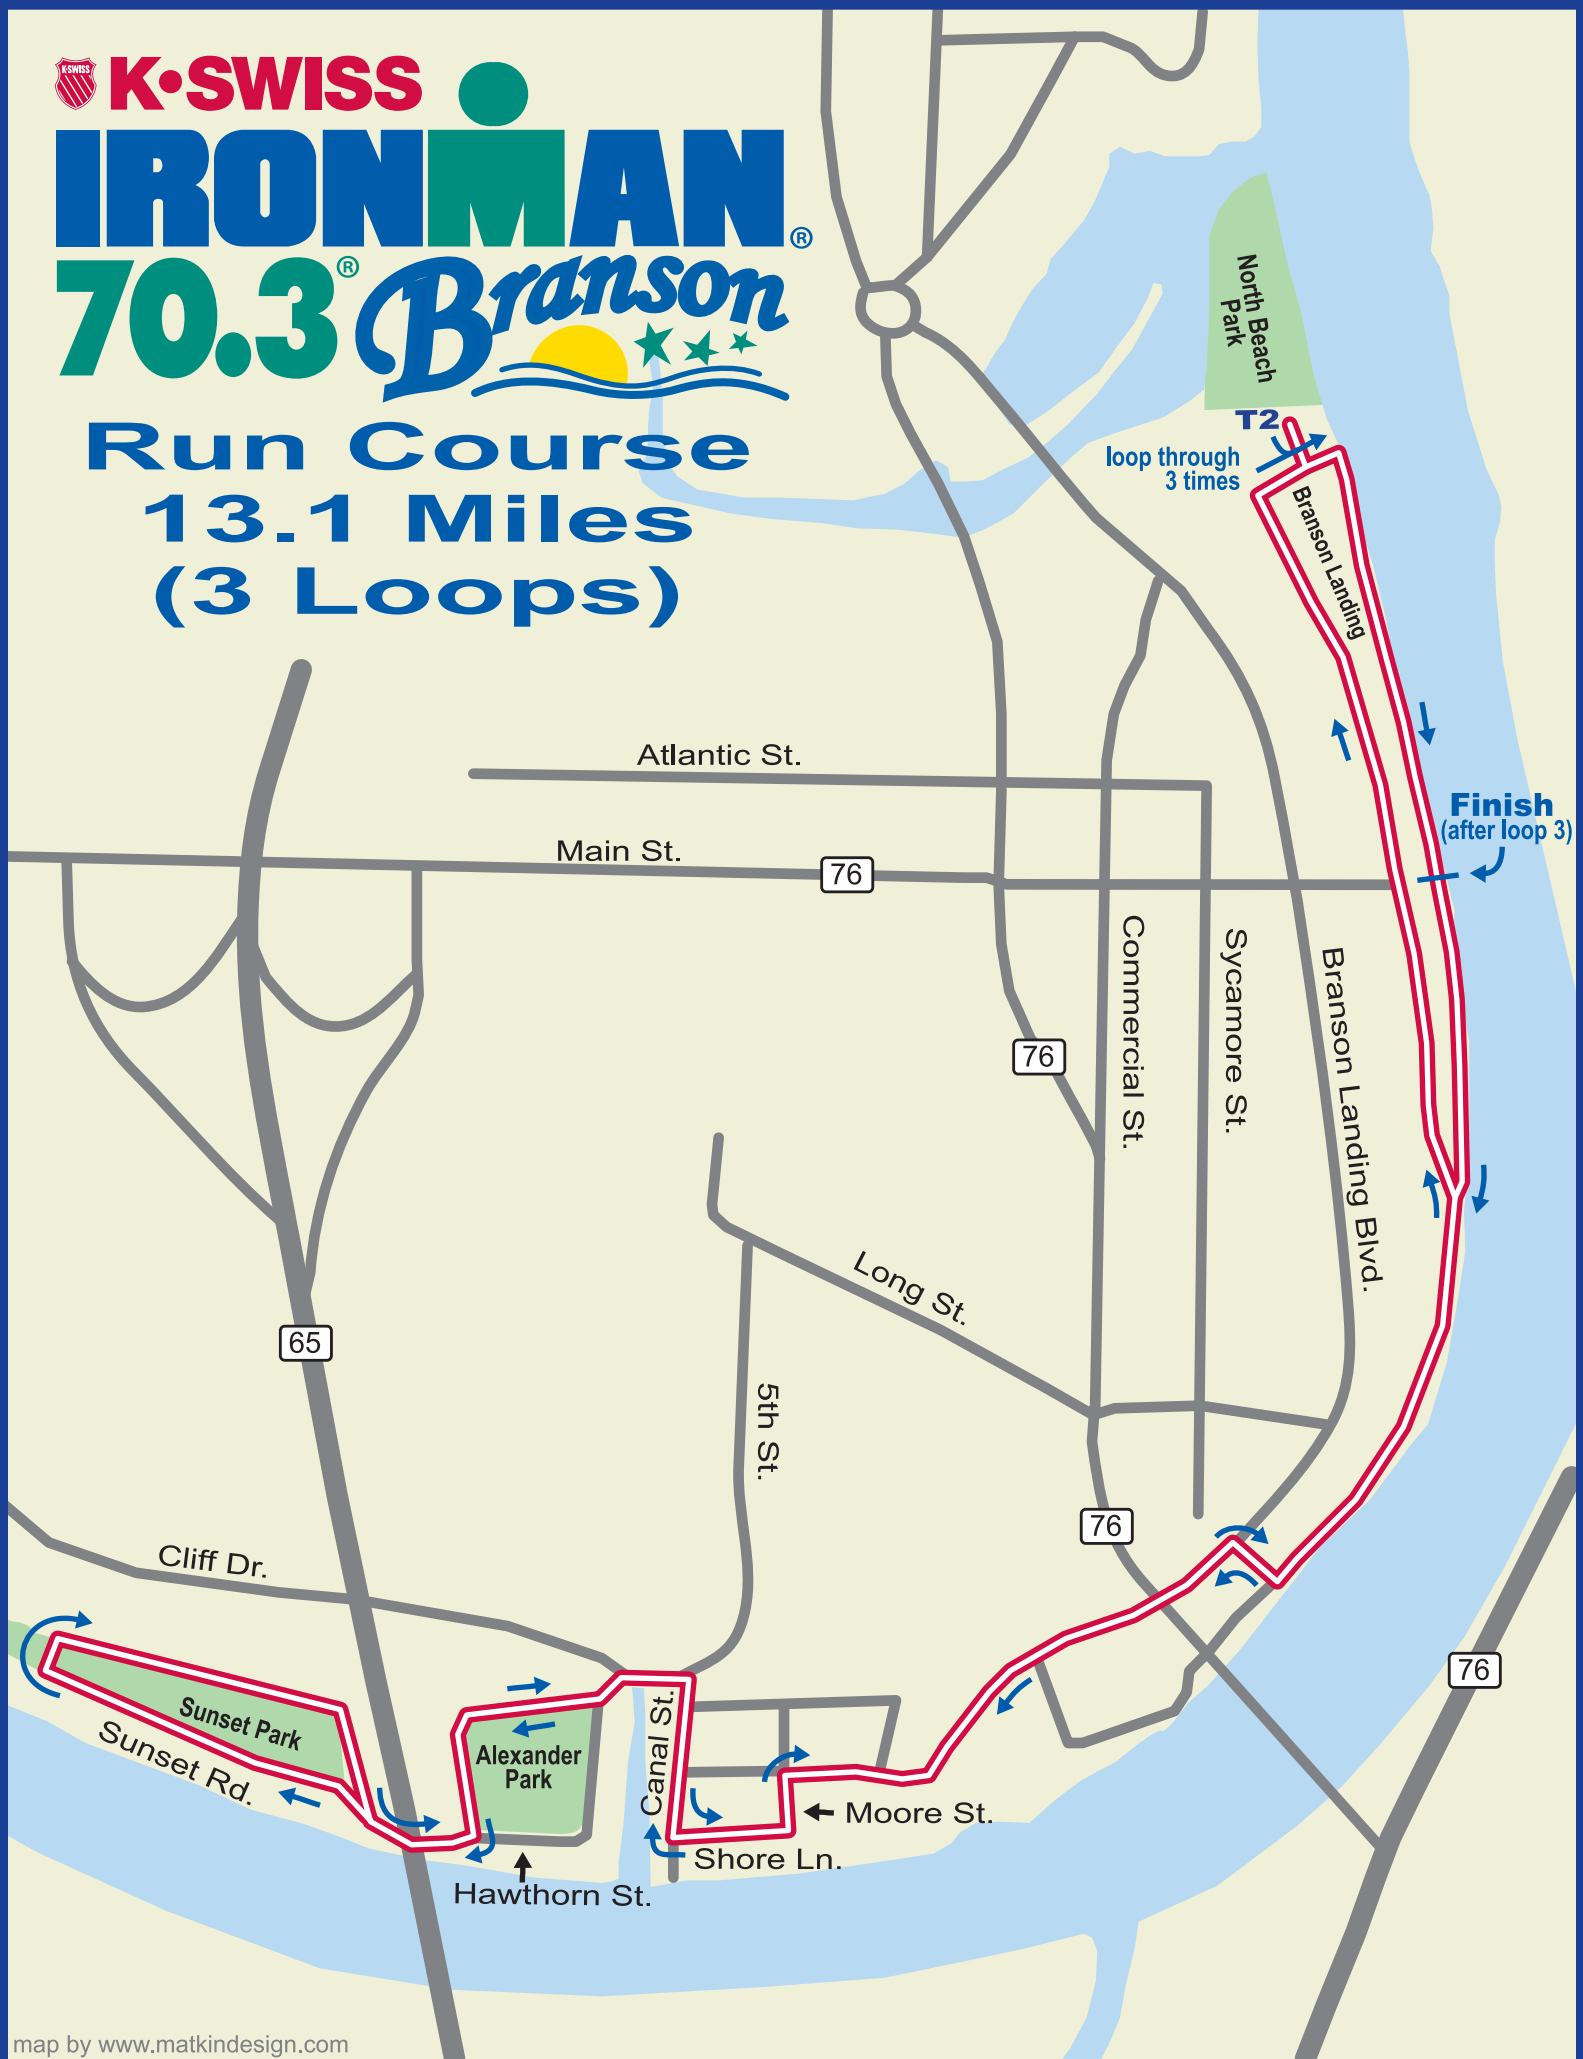 K-SWISS
K•SWISS
IRONMAN®
70.3® Branson
Run Course
13.1 Miles
(3 Loops)
North Beach
Park
T2
loop through
3 times
Branson Landing
Atlantic St.
Finish
(after loop 3)
Main St.
76
Commercial St.
Sycamore St.
Branson Landing Blvd.
76
Long St.
65
5th St.
76
Cliff Dr.
76
Sunset Park
Sunset Rd.
Alexander
Park
Canal St.
Moore St.
Shore Ln.
Hawthorn St.
map by www.matkindesign.com